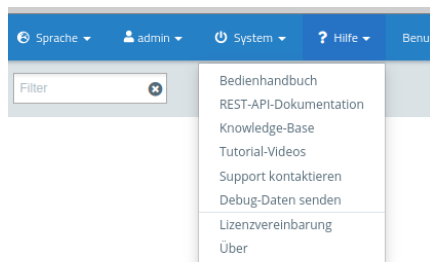 Sprache admin System ? Hilfe Benu
Filter
Bedienhandbuch
REST-API-Dokumentation
Knowledge-Base
Tutorial-Videos
Support kontaktieren
Debug-Daten senden
Lizenzvereinbarung
Über